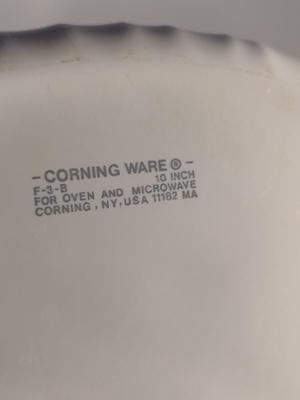 - CORNING WARE® -
F-3-B 10 INCH
FOR OVEN AND MICROWAVE
CORNING, NY, USA 11182 MA